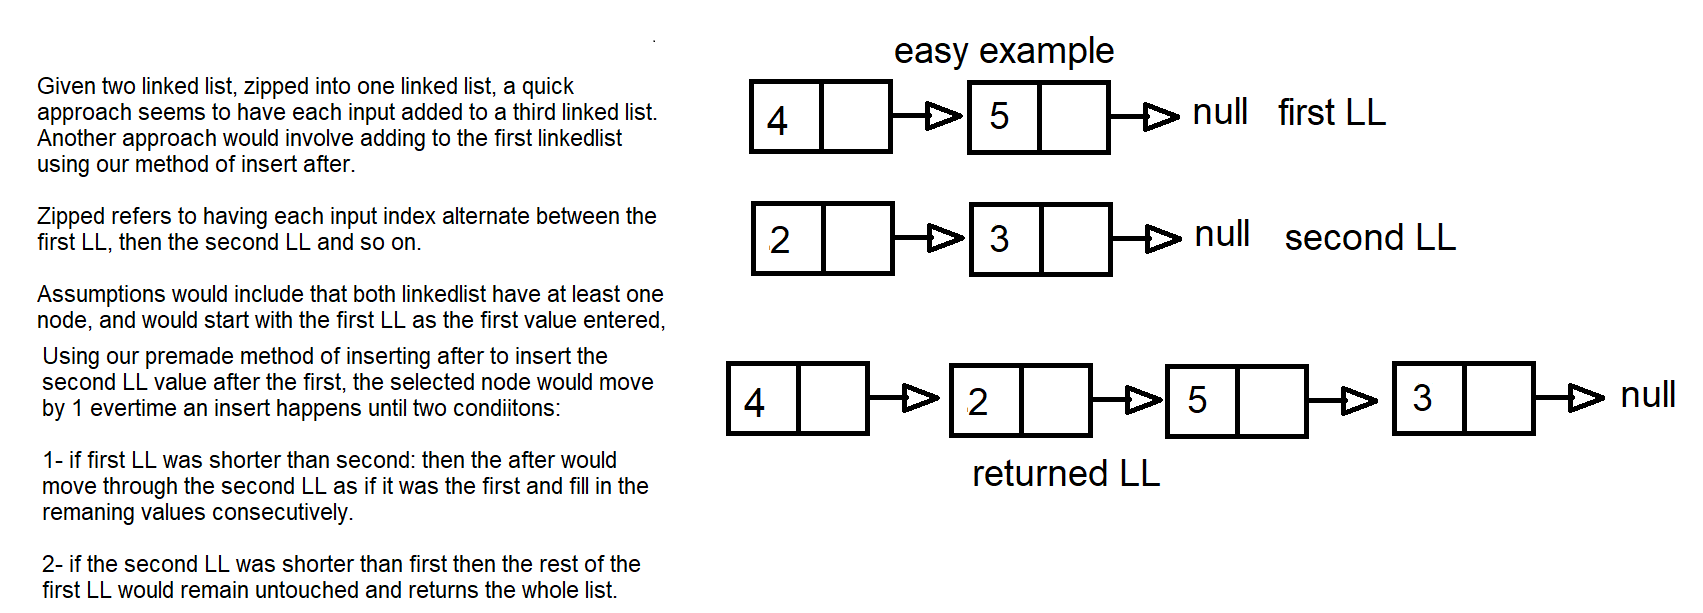 Given two linked list, zipped into one linked list, a quick
approach seems to have each input added to a third linked list.
Another approach would involve adding to the first linkedlist
using our method of insert after.
Zipped refers to having each input index alternate between the
first LL, then the second LL and so on.
Assumptions would include that both linkedlist have at least one
node, and would start with the first LL as the first value entered,
Using our premade method of inserting after to insert the
second LL value after the first, the selected node would move
by 1 evertime an insert happens until two condiitons:
1- if first LL was shorter than second: then the after would
move through the second LL as if it was the first and fill in the
remaning values consecutively.
2- if the second LL was shorter than first then the rest of the
first LL would remain untouched and returns the whole list.
easy example
4 5 null first LL
2 3 null second LL
4 2 5 3 null
returned LL